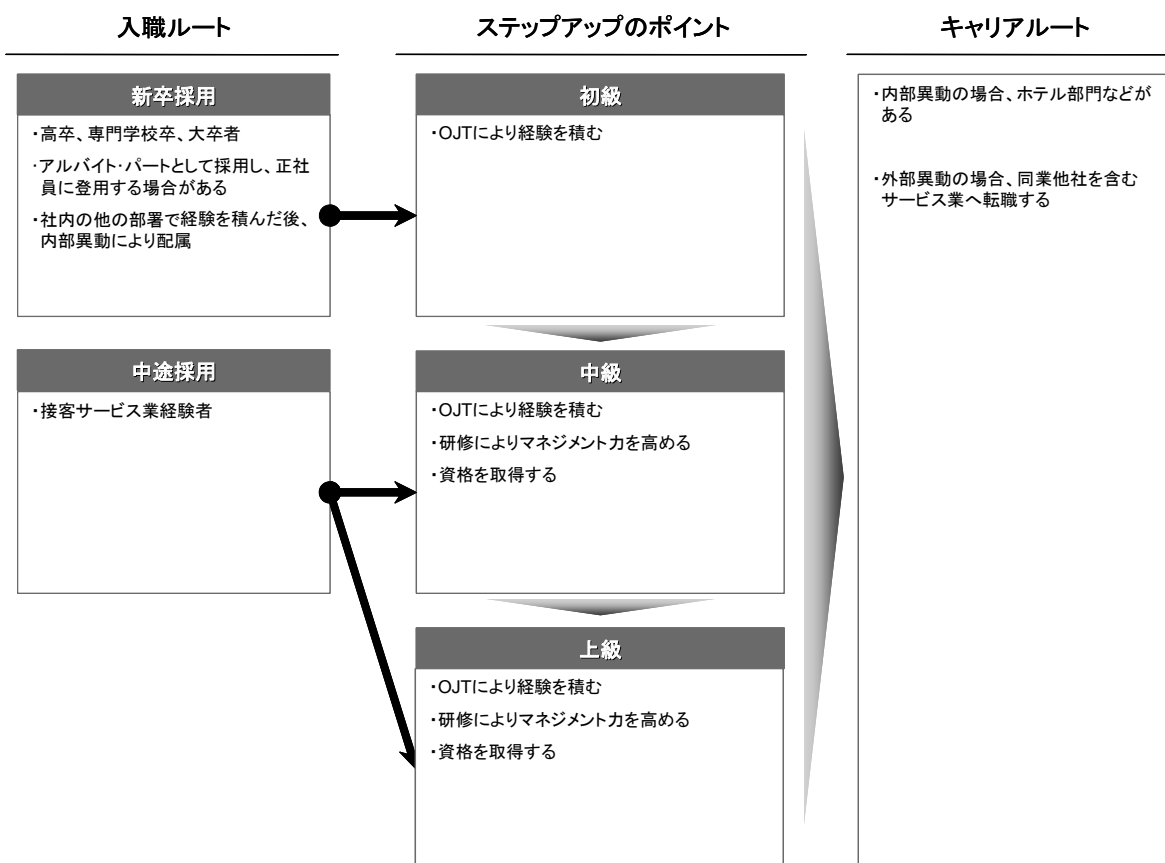 入職ルート
新卒採用
・高卒、専門学校卒、大卒者
・アルバイト・パートとして採用し、正社
員に登用する場合がある
・社内の他の部署で経験を積んだ後、
内部異動により配属
中途採用
・接客サービス業経験者
ステップアップのポイント
初級
・OJTにより経験を積む
中級
・OJTにより経験を積む
・研修によりマネジメント力を高める
・資格を取得する
上級
・OJTにより経験を積む
・研修によりマネジメント力を高める
・資格を取得する
キャリアルート
・内部異動の場合、ホテル部門などが
ある
・外部異動の場合、同業他社を含む
サービス業へ転職する